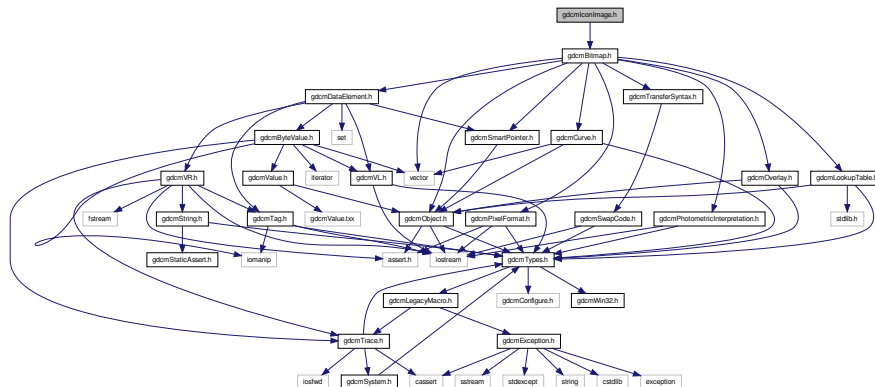 gdcmIconImage.h
gdcmBitmap.h
gdcmDataElement.h
gdcmTransferSyntax.h
gdcmByteValue.h
set
gdcmSmartPointer.h
gdcmCurve.h
gdcmVR.h
gdcmValue.h
iterator
gdcmVL.h
vector
gdcmOverlay.h
gdcmLookupTable.h
fstream
gdcmString.h
gdcmTag.h
gdcmValue.txx
gdcmObject.h
gdcmPixelFormat.h
gdcmSwapCode.h
gdcmPhotometricInterpretation.h
stdlib.h
gdcmStaticAssert.h
iomanip
assert.h
iostream
gdcmTypes.h
gdcmLegacyMacro.h
gdcmConfigure.h
gdcmWin32.h
gdcmTrace.h
gdcmException.h
iosfwd
gdcmSystem.h
cassert
sstream
stdexcept
string
cstdlib
exception